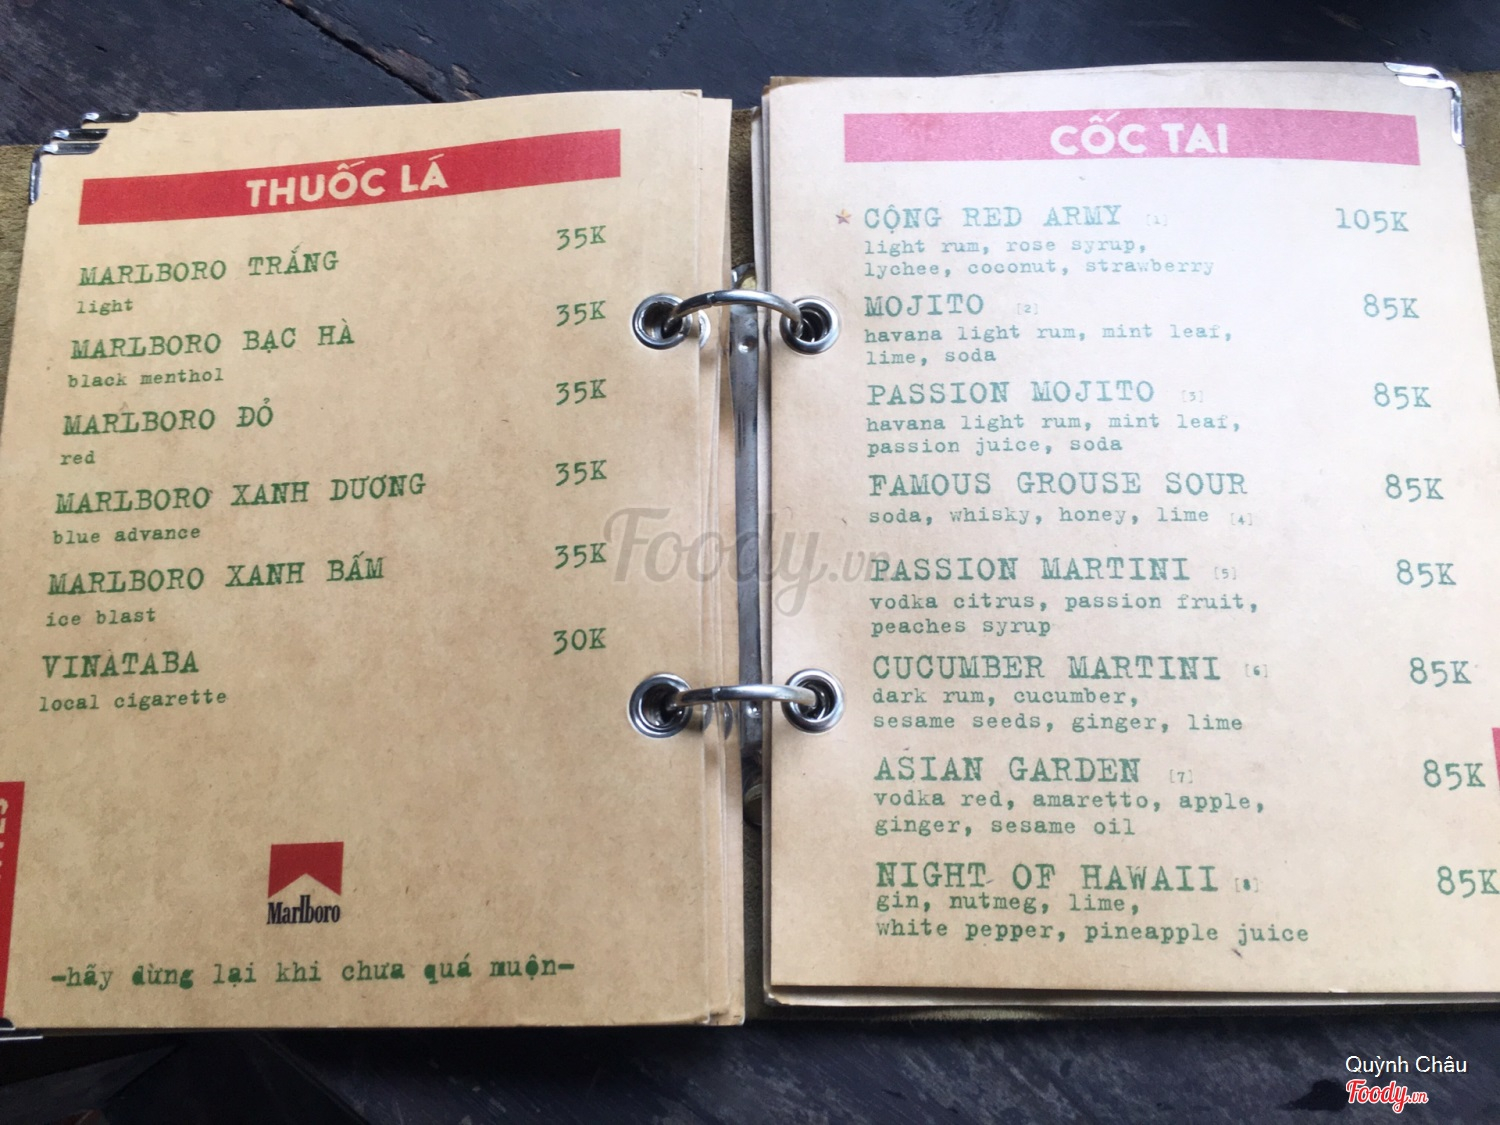 THUỐC LÁ
MARLBORO TRẮNG 35K
light
MARLBORO BẠC HÀ 35K
black menthol
MARLBORO ĐỎ 35K
red
MARLBORO XANH DƯƠNG 35K
blue advance
MARLBORO XANH BẤM 35K
ice blast
VINATABA 30K
local cigarette
Marlboro
—hãy dừng lại khi chưa quá muộn—
CỐC TAI
CỘNG RED ARMY [1] 105K
light rum, rose syrup,
lychee, coconut, strawberry
MOJITO [2] 85K
havana light rum, mint leaf,
lime, soda
PASSION MOJITO [3] 85K
havana light rum, mint leaf,
passion juice, soda
FAMOUS GROUSE SOUR 85K
soda, whisky, honey, lime [4]
PASSION MARTINI [5] 85K
vodka citrus, passion fruit,
peaches syrup
CUCUMBER MARTINI [6] 85K
dark rum, cucumber,
sesame seeds, ginger, lime
ASIAN GARDEN [7] 85K
vodka red, amaretto, apple,
ginger, sesame oil
NIGHT OF HAWAII [8] 85K
gin, nutmeg, lime,
white pepper, pineapple juice
Foody.vn
Quỳnh Châu
Foody.vn